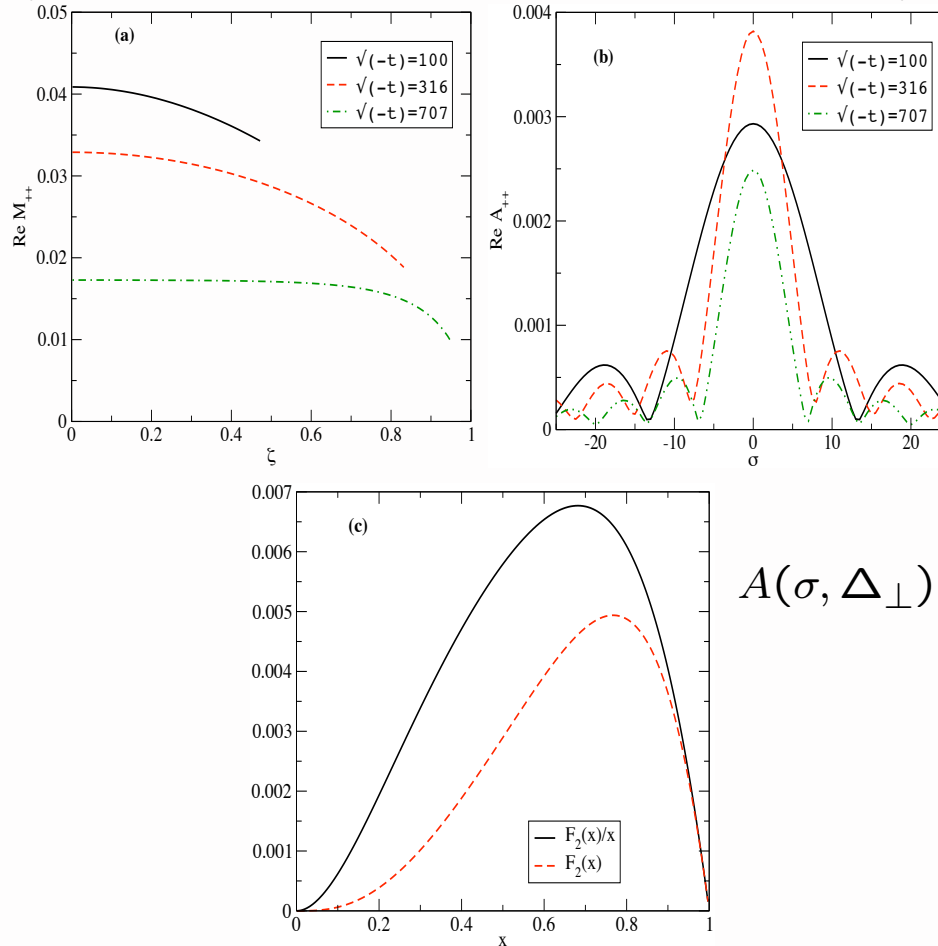 (a)
√(-t)=100
√(-t)=316
√(-t)=707
Re M++
0.05
0.04
0.03
0.02
0.01
0
0 0.2 0.4 0.6 0.8 1
ζ
(b)
√(-t)=100
√(-t)=316
√(-t)=707
Re A++
0.004
0.003
0.002
0.001
0
-20 -10 0 10 20
σ
(c)
0.007
0.006
0.005
0.004
0.003
0.002
0.001
0
F2(x)/x
F2(x)
0 0.2 0.4 0.6 0.8 1
x
A(σ, Δ⊥)